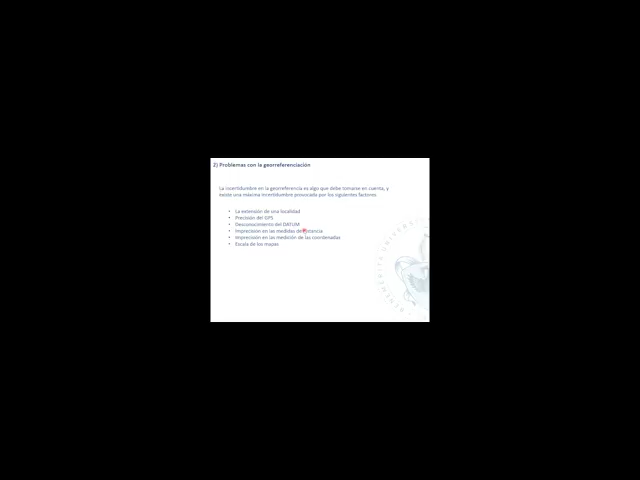 2) Problemas con la georreferenciación
La incertidumbre en la georreferencia es algo que debe tomarse en cuenta, y
existe una máxima incertidumbre provocada por los siguientes factores
• La extensión de una localidad
• Precisión del GPS
• Desconocimiento del DATUM
• Imprecisión en las medidas de distancia
• Imprecisión en las medición de las coordenadas
• Escala de los mapas